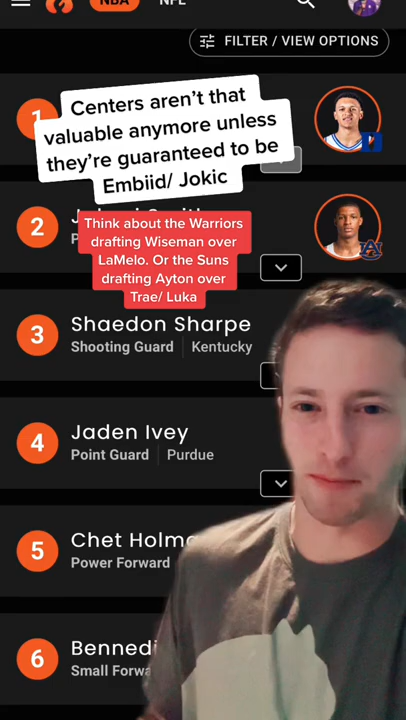 NBA
NFL
FILTER / VIEW OPTIONS
1
Centers aren't that
valuable anymore unless
they're guaranteed to be
Embiid/ Jokic
2
Think about the Warriors
drafting Wiseman over
LaMelo. Or the Suns
drafting Ayton over
Trae/ Luka
3
Shaedon Sharpe
Shooting Guard
Kentucky
4
Jaden Ivey
Point Guard
Purdue
5
Chet
Power Forward
6
Small